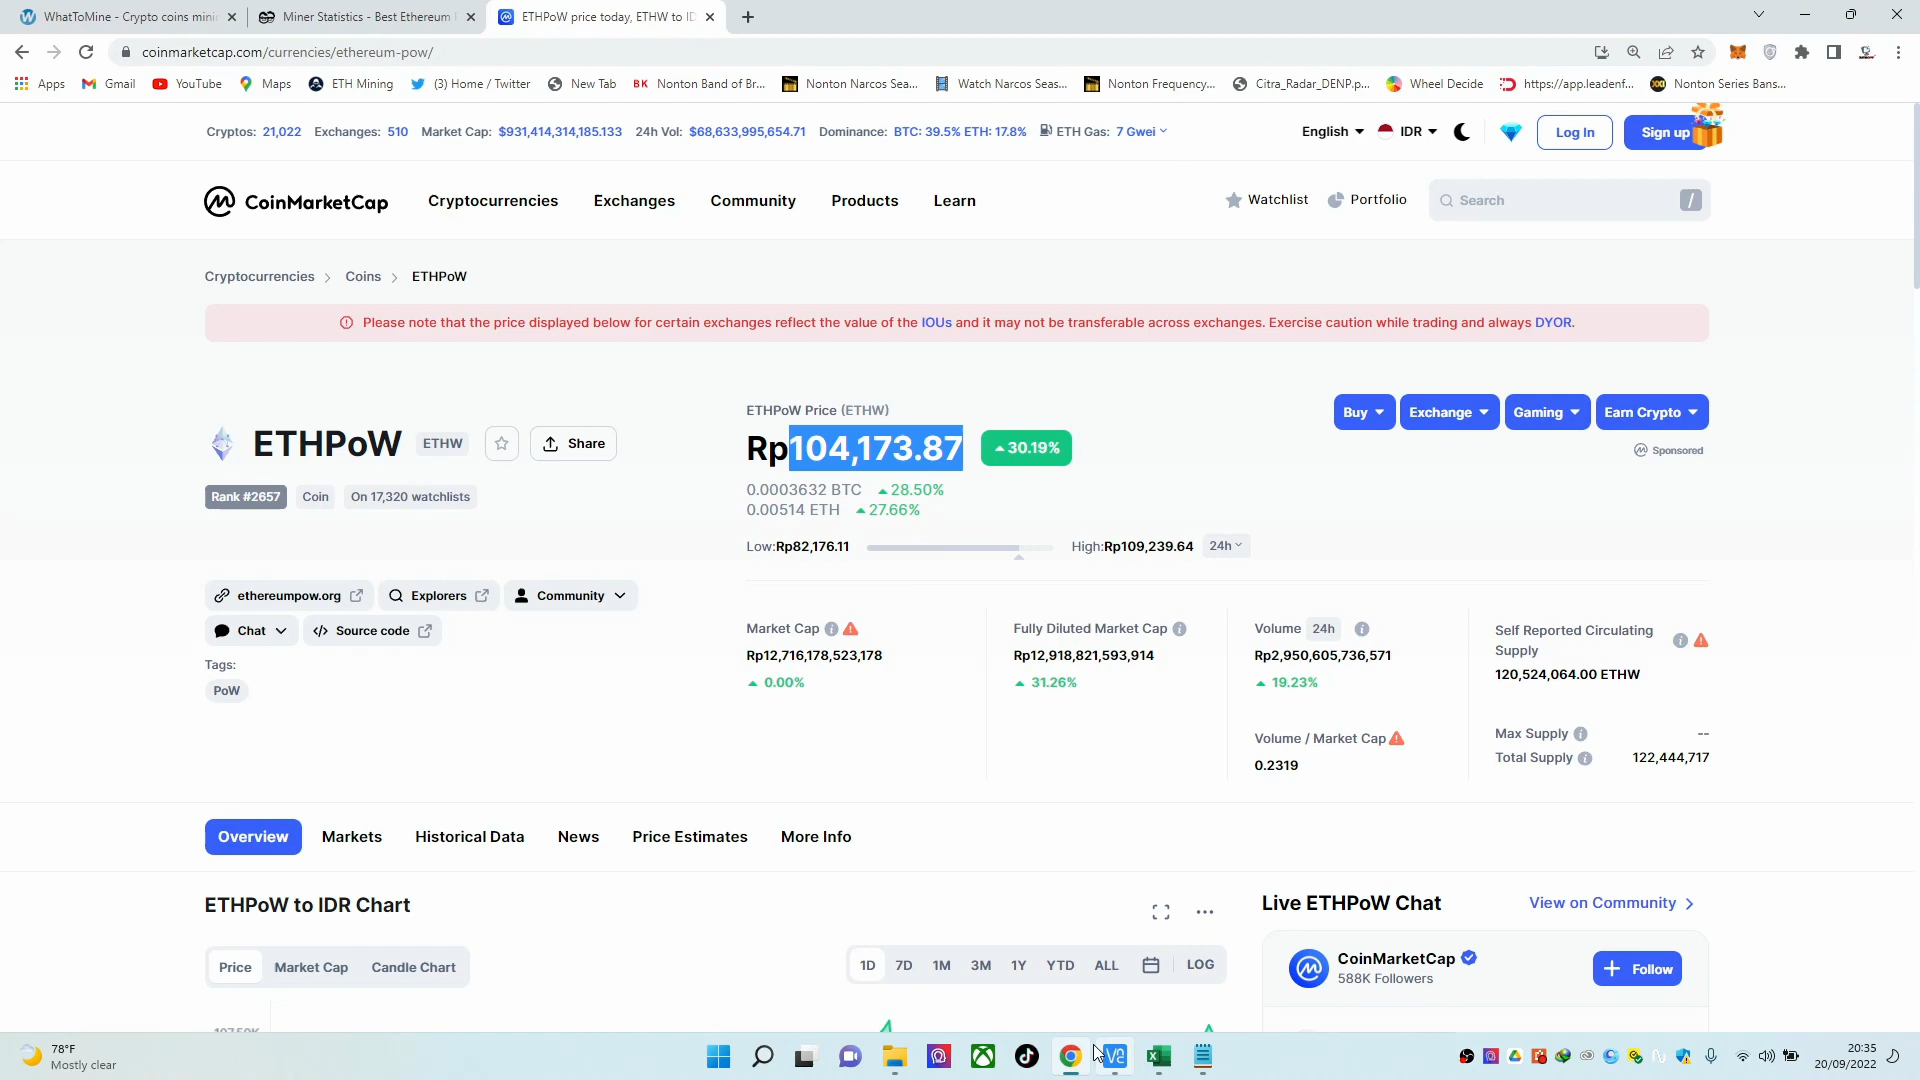 WhatToMine - Crypto coins mini
Miner Statistics - Best Ethereum
ETHPoW price today, ETHW to ID
coinmarketcap.com/currencies/ethereum-pow/
Apps
Gmail
YouTube
Maps
ETH Mining
(3) Home / Twitter
New Tab
BK Nonton Band of Br...
Nonton Narcos Sea...
Watch Narcos Seas...
Nonton Frequency...
Citra_Radar_DENP.p...
Wheel Decide
https://app.leadenf...
Nonton Series Bans...
Cryptos: 21,022 Exchanges: 510 Market Cap: $931,414,314,185.133 24h Vol: $68,633,995,654.71 Dominance: BTC: 39.5% ETH: 17.8% ETH Gas: 7 Gwei
English IDR Log In Sign up
CoinMarketCap Cryptocurrencies Exchanges Community Products Learn Watchlist Portfolio Search /
Cryptocurrencies > Coins > ETHPoW
Please note that the price displayed below for certain exchanges reflect the value of the IOUs and it may not be transferable across exchanges. Exercise caution while trading and always DYOR.
ETHPoW ETHW Share
Rank #2657 Coin On 17,320 watchlists
ethereumpow.org Explorers Community
Chat Source code
Tags:
PoW
ETHPoW Price (ETHW)
Rp104,173.87 30.19%
0.0003632 BTC 28.50%
0.00514 ETH 27.66%
Low:Rp82,176.11 High:Rp109,239.64 24h
Buy Exchange Gaming Earn Crypto
Sponsored
Market Cap
Rp12,716,178,523,178
0.00%
Fully Diluted Market Cap
Rp12,918,821,593,914
31.26%
Volume 24h
Rp2,950,605,736,571
19.23%
Volume / Market Cap
0.2319
Self Reported Circulating
Supply
120,524,064.00 ETHW
Max Supply --
Total Supply 122,444,717
Overview Markets Historical Data News Price Estimates More Info
ETHPoW to IDR Chart
Price Market Cap Candle Chart
1D 7D 1M 3M 1Y YTD ALL LOG
Live ETHPoW Chat View on Community >
CoinMarketCap
588K Followers
+ Follow
78°F
Mostly clear
20:35
20/09/2022